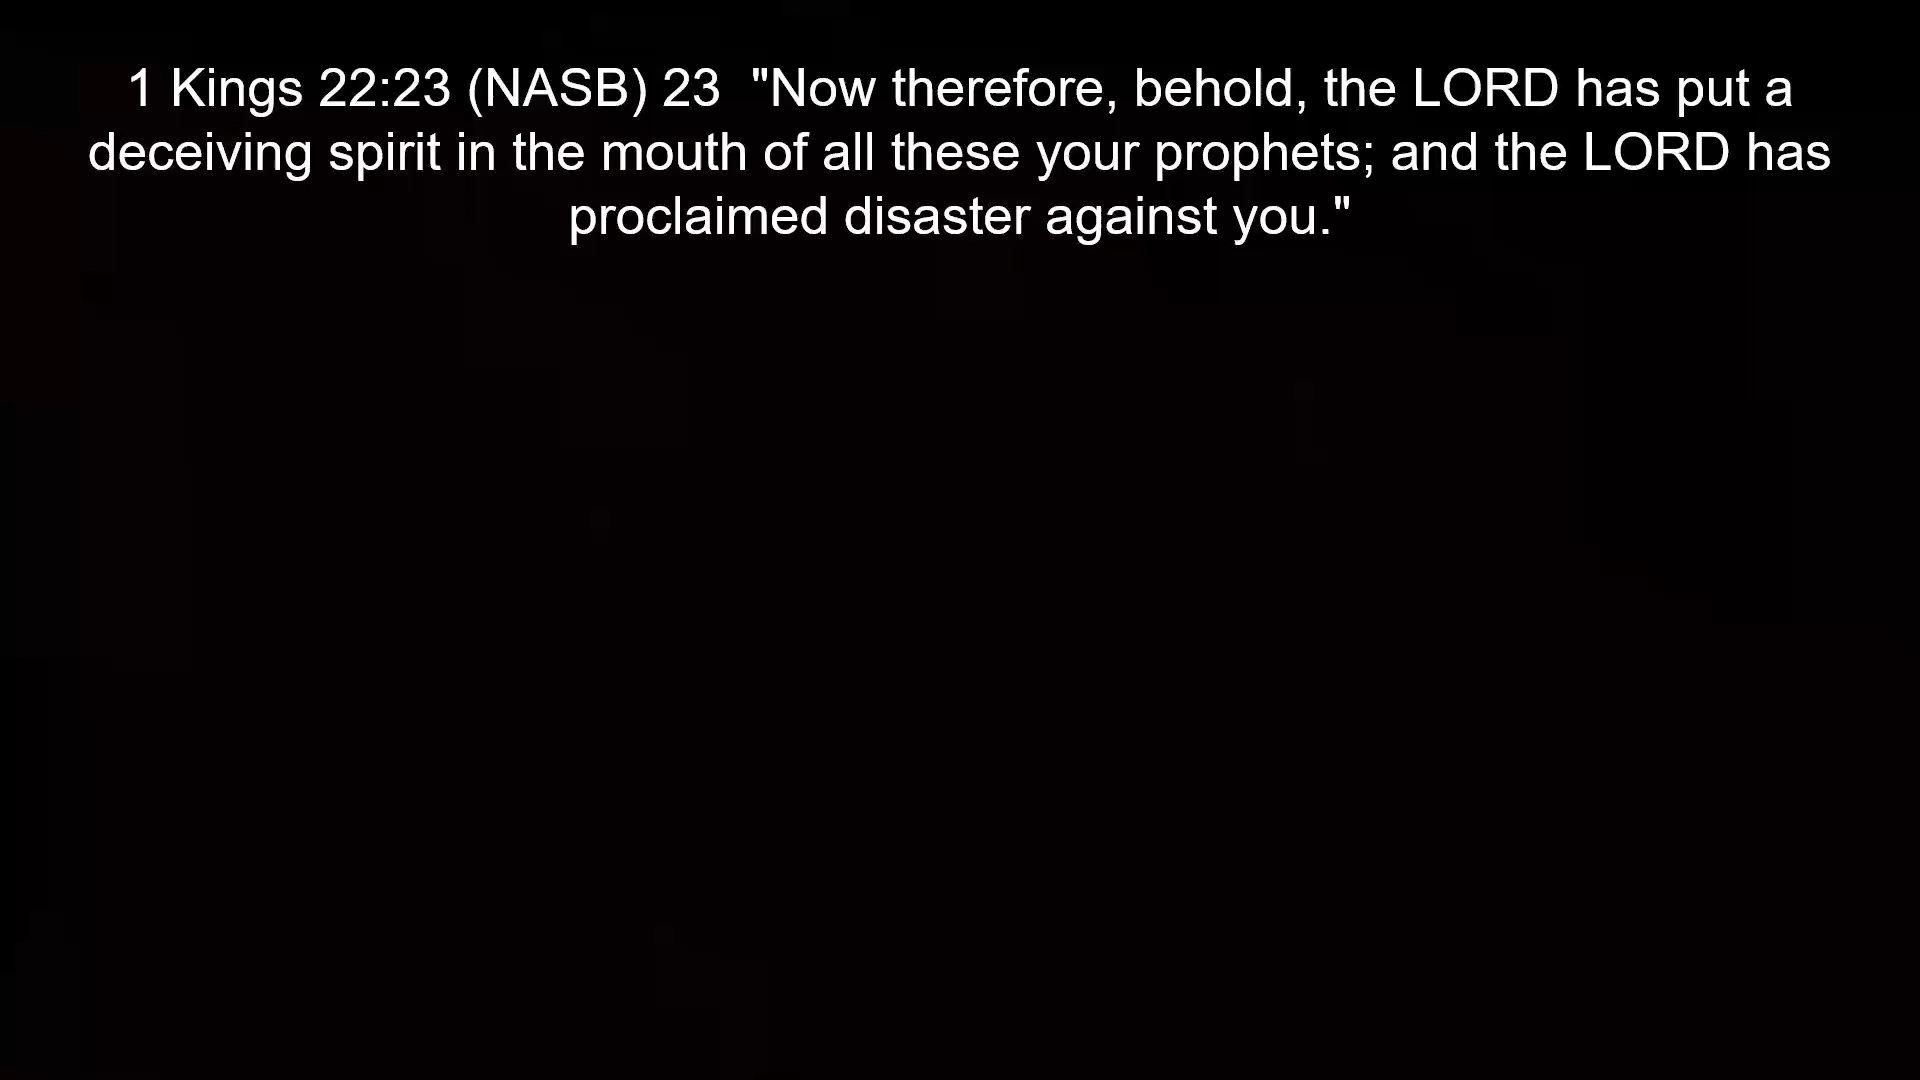 1 Kings 22:23 (NASB) 23  "Now therefore, behold, the LORD has put a
deceiving spirit in the mouth of all these your prophets; and the LORD has
proclaimed disaster against you."